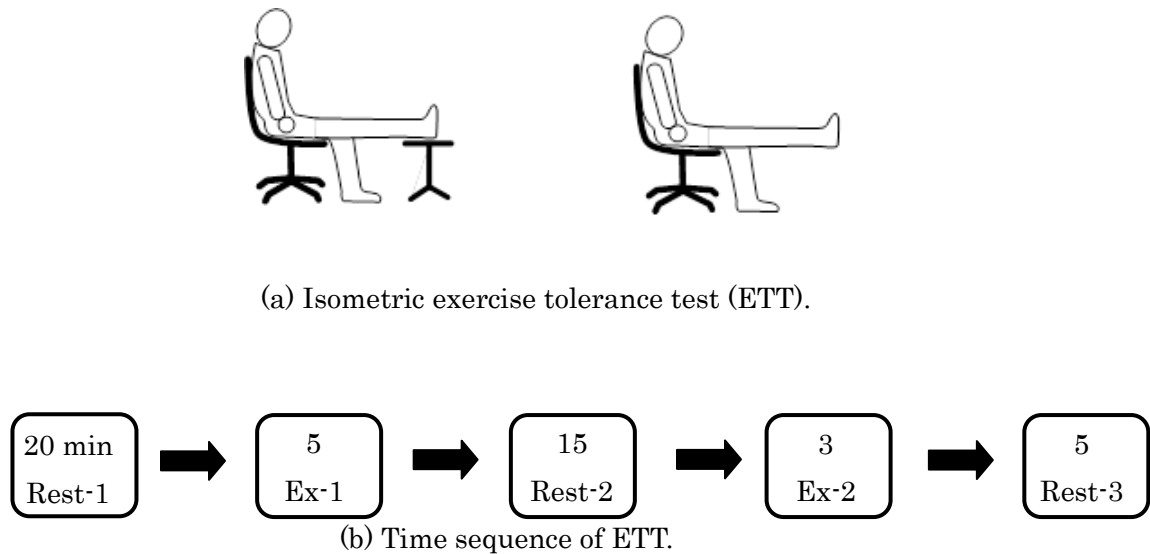 (a) Isometric exercise tolerance test (ETT).
20 min
Rest-1
5
Ex-1
15
Rest-2
3
Ex-2
5
Rest-3
(b) Time sequence of ETT.